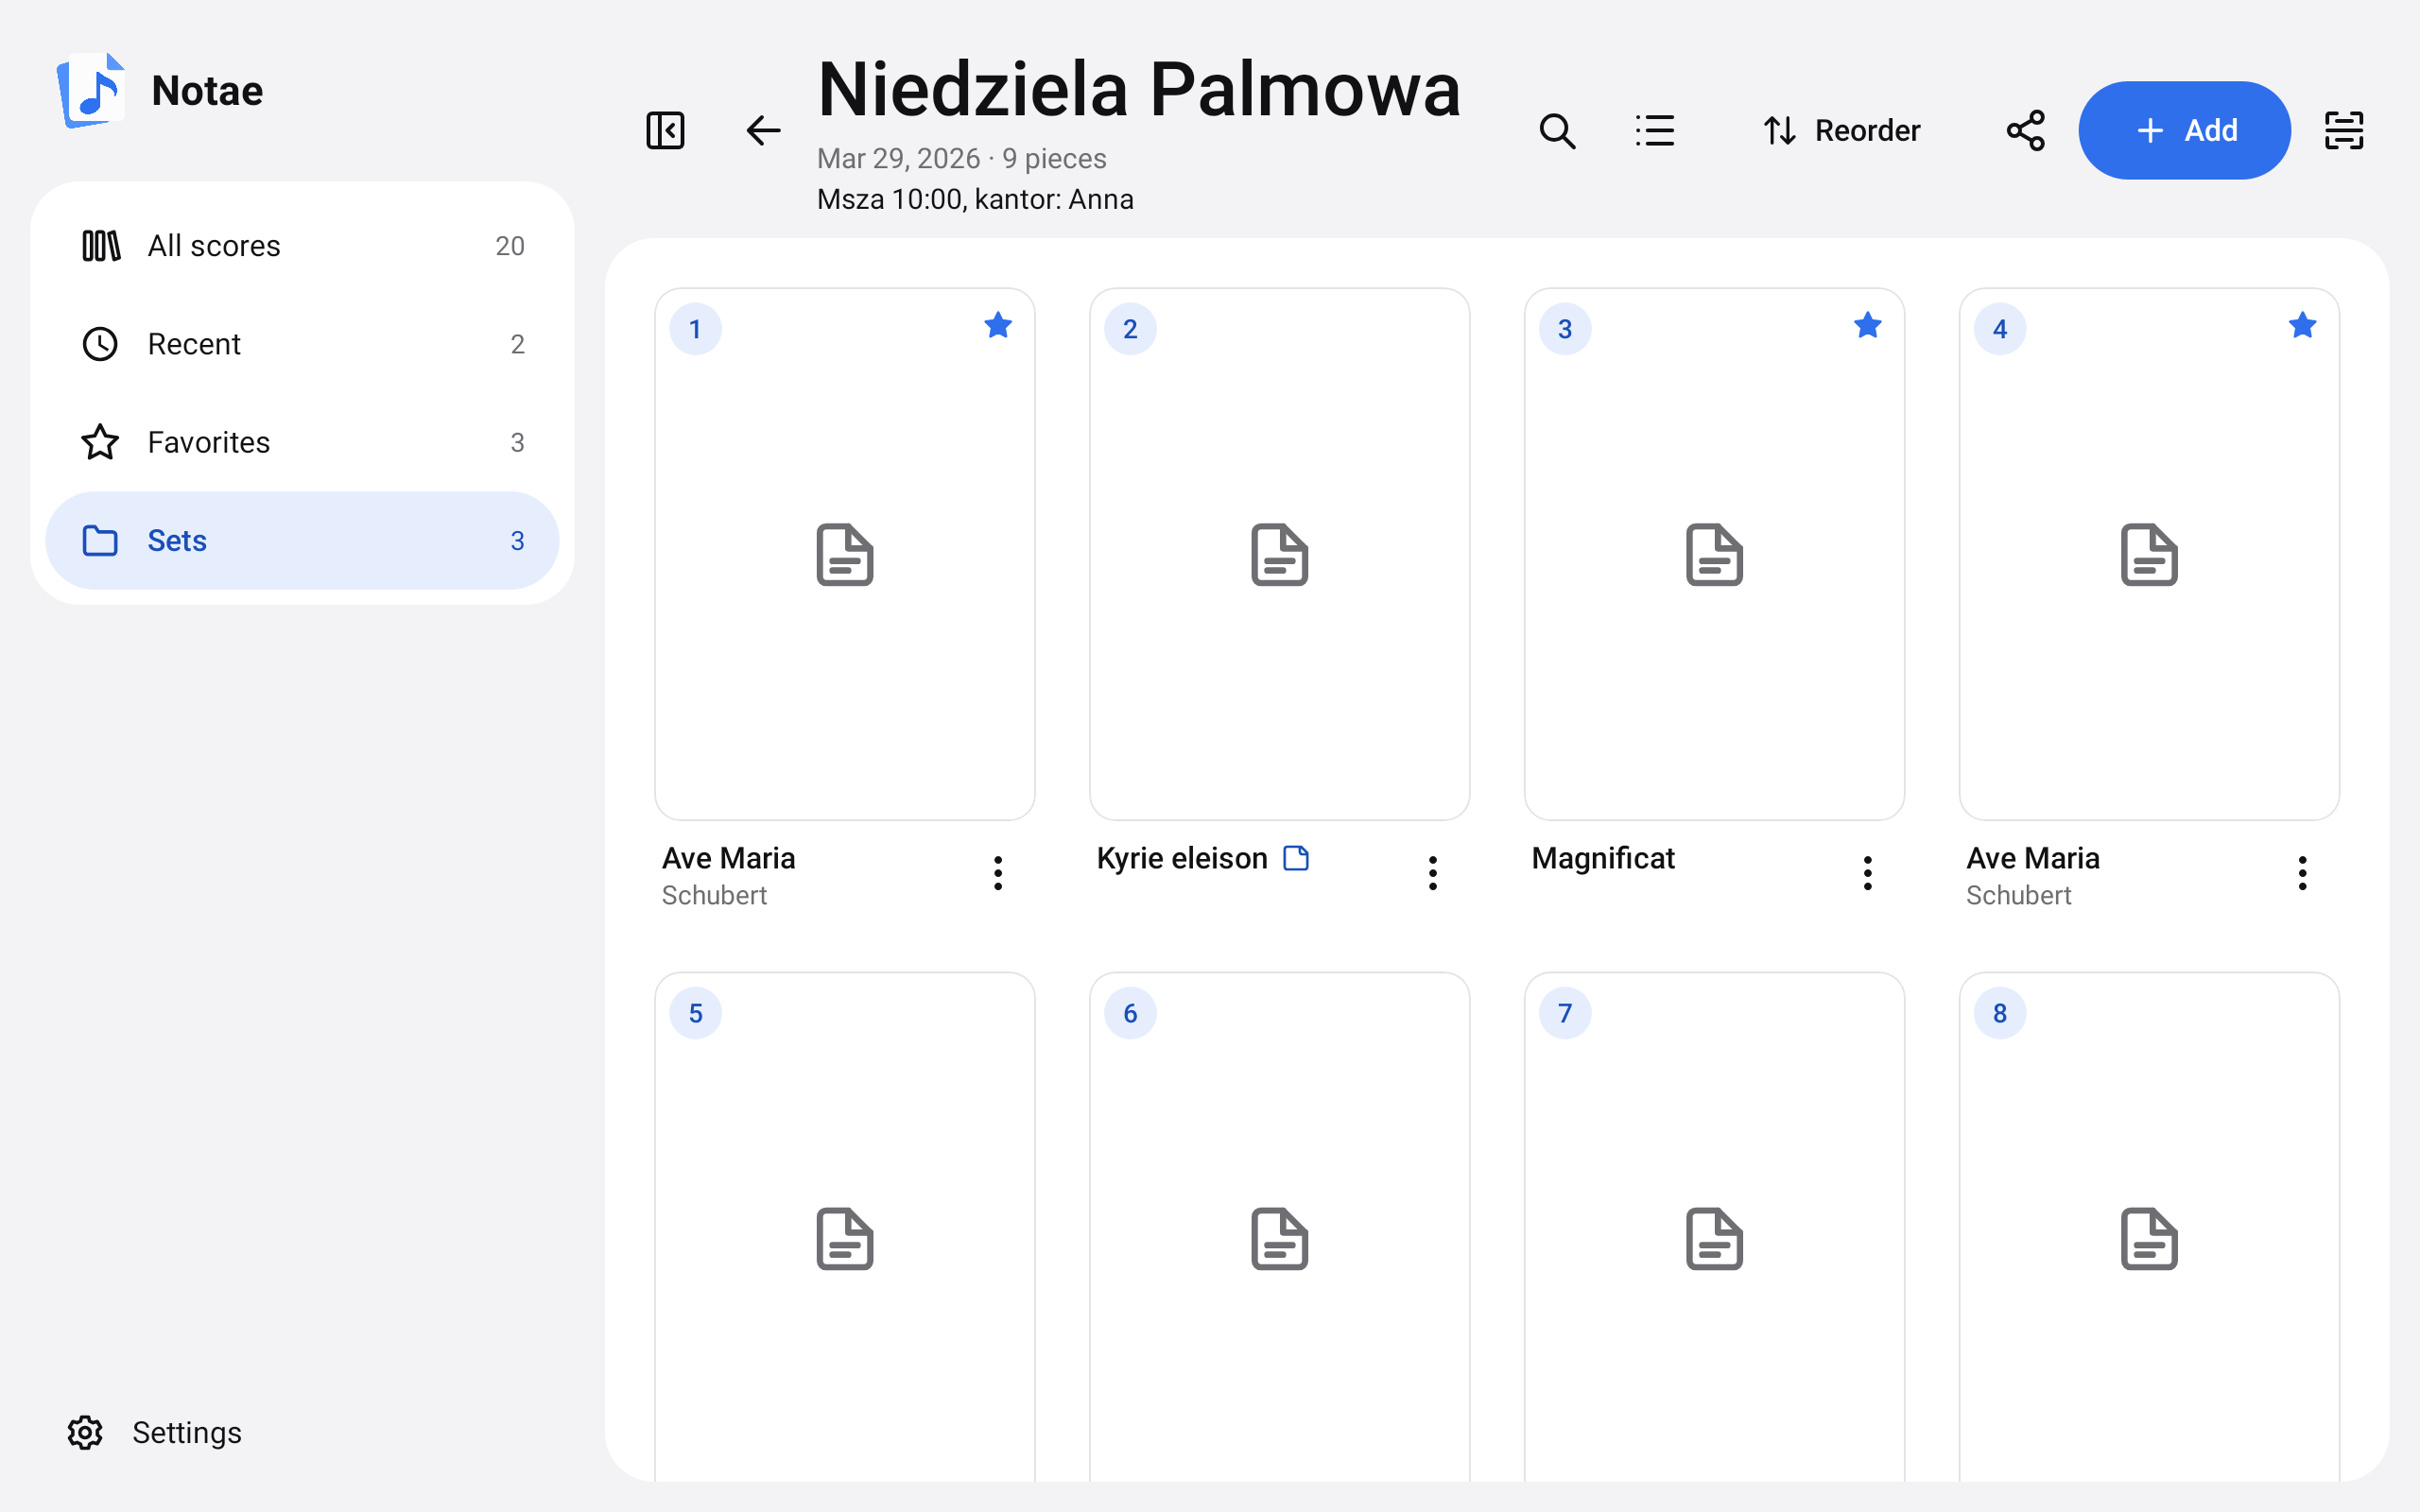 Notae
All scores 20
Recent 2
Favorites 3
Sets 3
Settings
Niedziela Palmowa
Mar 29, 2026 · 9 pieces
Msza 10:00, kantor: Anna
Reorder
Add
1
2
3
4
Ave Maria
Schubert
Kyrie eleison
Magnificat
Ave Maria
Schubert
5
6
7
8